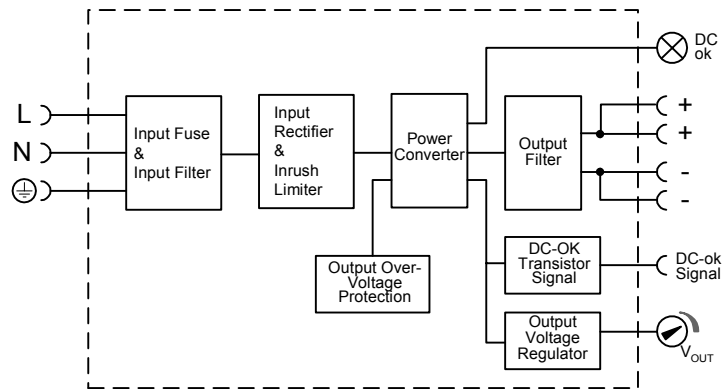 DC
ok
L
N
Input Fuse
&
Input Filter
Input
Rectifier
&
Inrush
Limiter
Power
Converter
Output
Filter
+
+
-
-
Output Over-
Voltage
Protection
DC-OK
Transistor
Signal
DC-ok
Signal
Output
Voltage
Regulator
VOUT